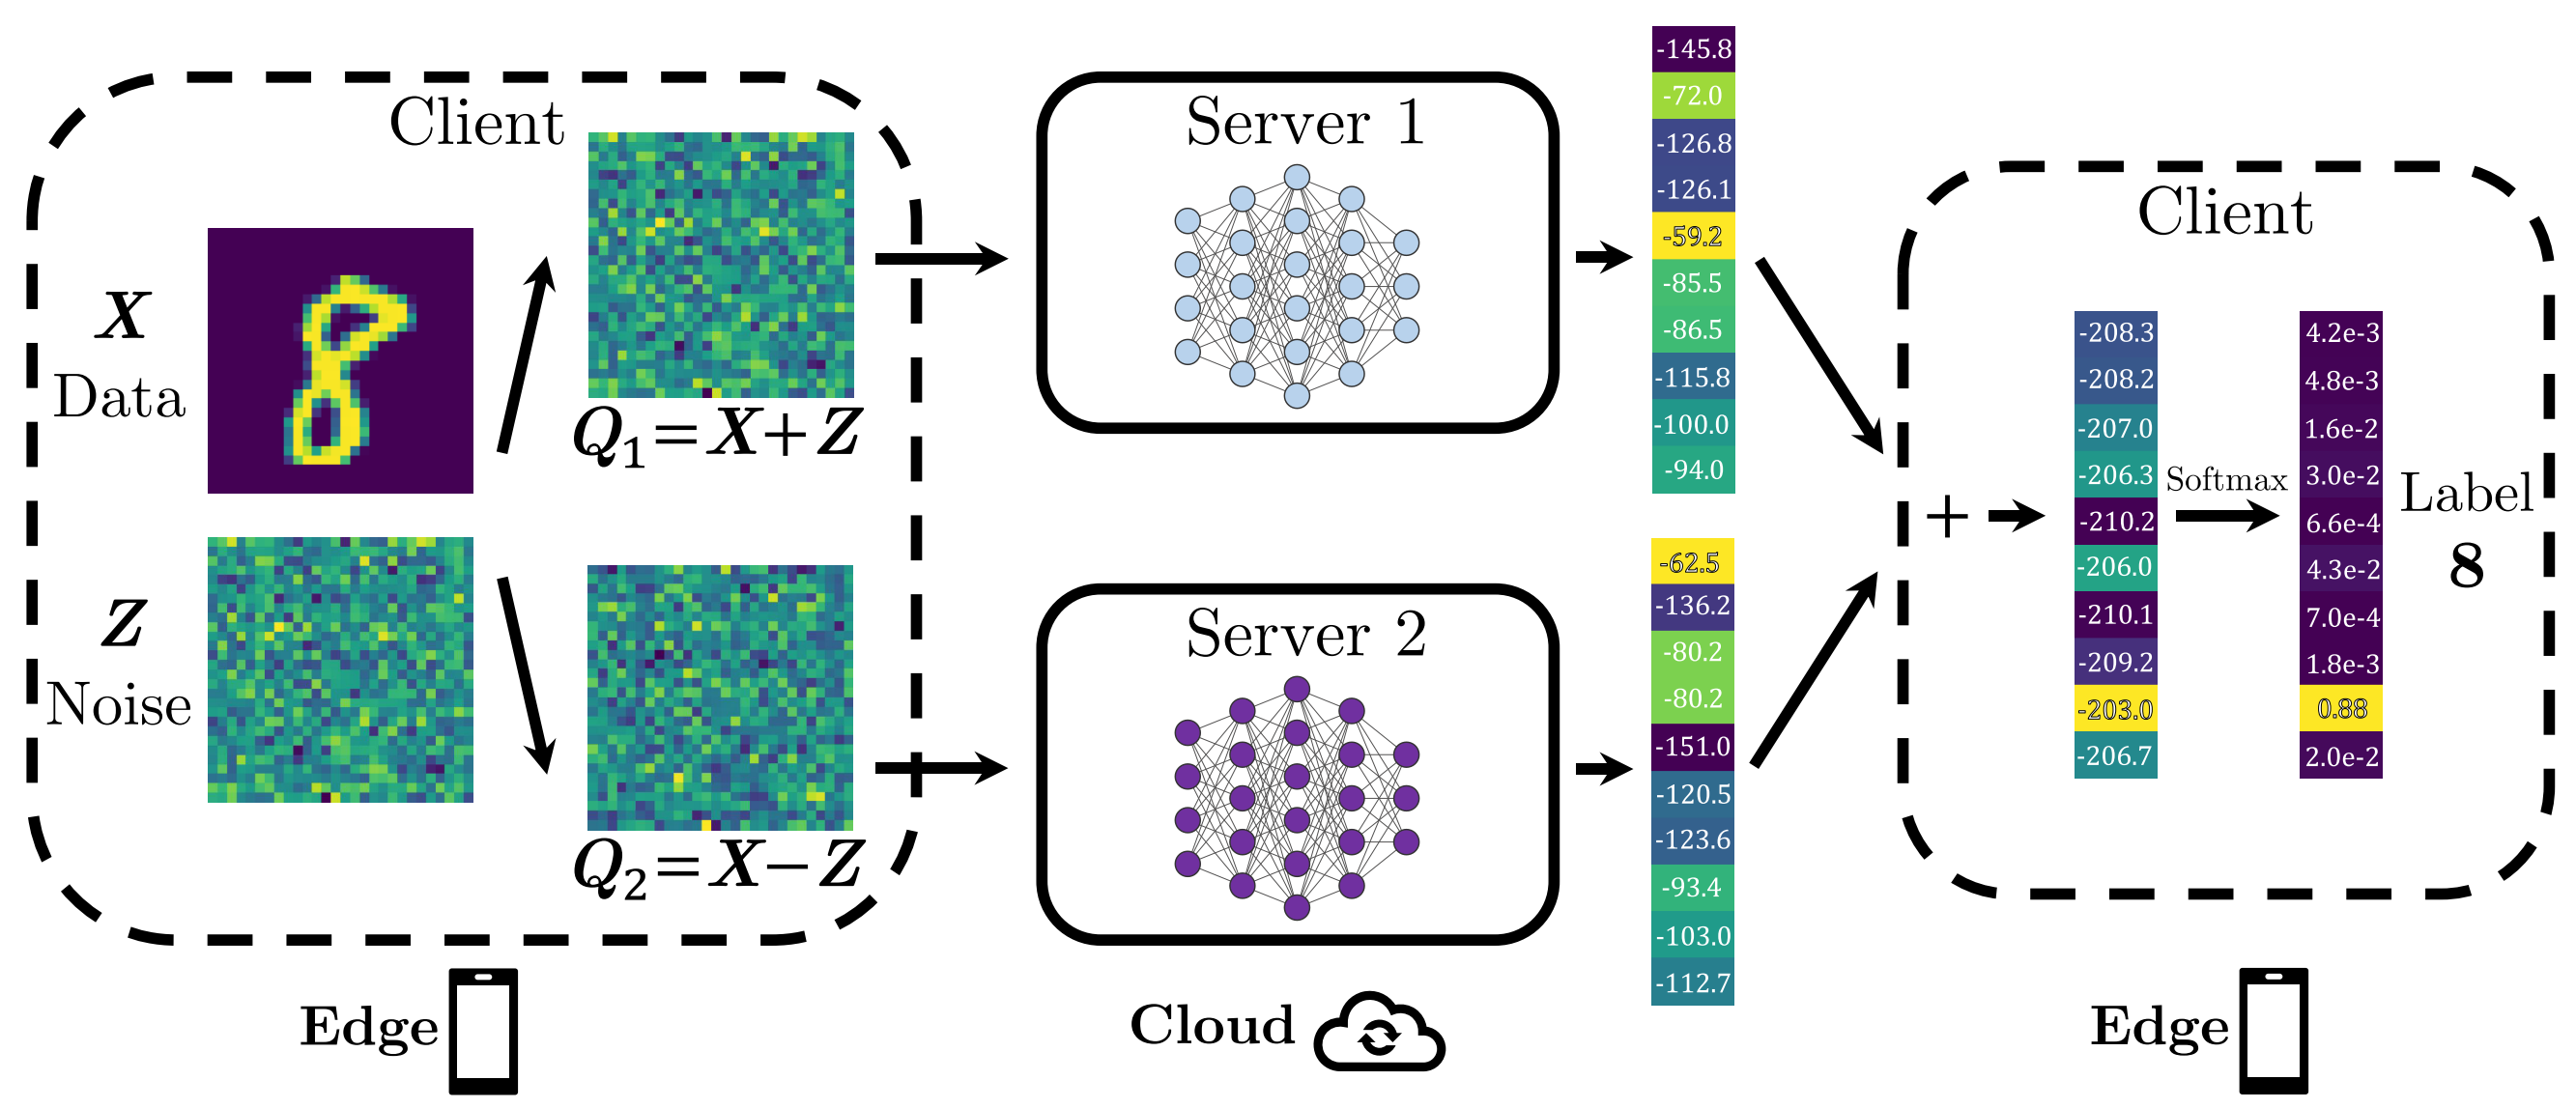 Client
X
Data
Z
Noise
Q₁=X+Z
Q₂=X−Z
Edge
Server 1
Server 2
Cloud
-145.8
-72.0
-126.8
-126.1
-59.2
-85.5
-86.5
-115.8
-100.0
-94.0
-62.5
-136.2
-80.2
-80.2
-151.0
-120.5
-123.6
-93.4
-103.0
-112.7
Client
+
-208.3
-208.2
-207.0
-206.3
-210.2
-206.0
-210.1
-209.2
-203.0
-206.7
Softmax
4.2e-3
4.8e-3
1.6e-2
3.0e-2
6.6e-4
4.3e-2
7.0e-4
1.8e-3
0.88
2.0e-2
Label
8
Edge